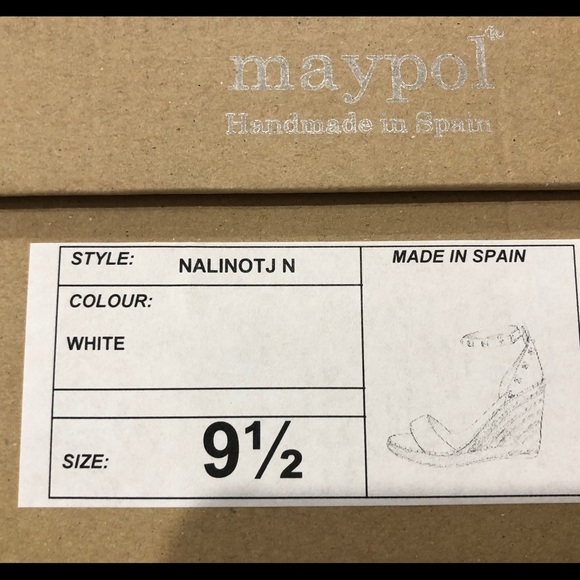 maypol®
Handmade in Spain
STYLE: NALINOTJ N
MADE IN SPAIN
COLOUR:
WHITE
SIZE: 9½